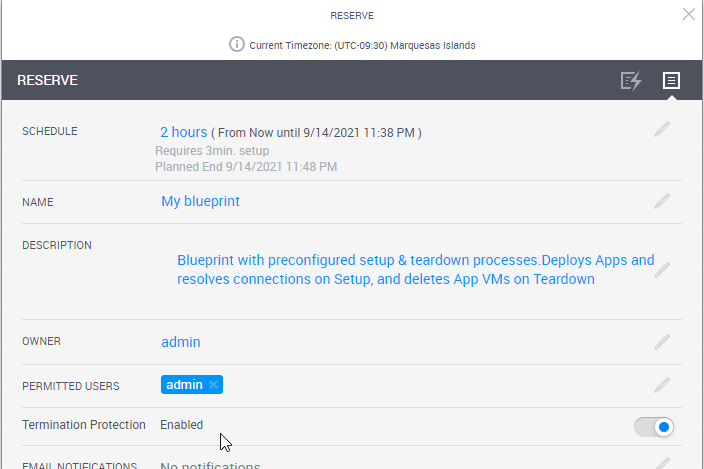 RESERVE
Current Timezone: (UTC-09:30) Marquesas Islands
RESERVE
SCHEDULE
2 hours ( From Now until 9/14/2021 11:38 PM )
Requires 3min. setup
Planned End 9/14/2021 11:48 PM
NAME
My blueprint
DESCRIPTION
Blueprint with preconfigured setup & teardown processes.Deploys Apps and
resolves connections on Setup, and deletes App VMs on Teardown
OWNER
admin
PERMITTED USERS
admin
Termination Protection
Enabled
EMAIL NOTIFICATIONS
No notifications